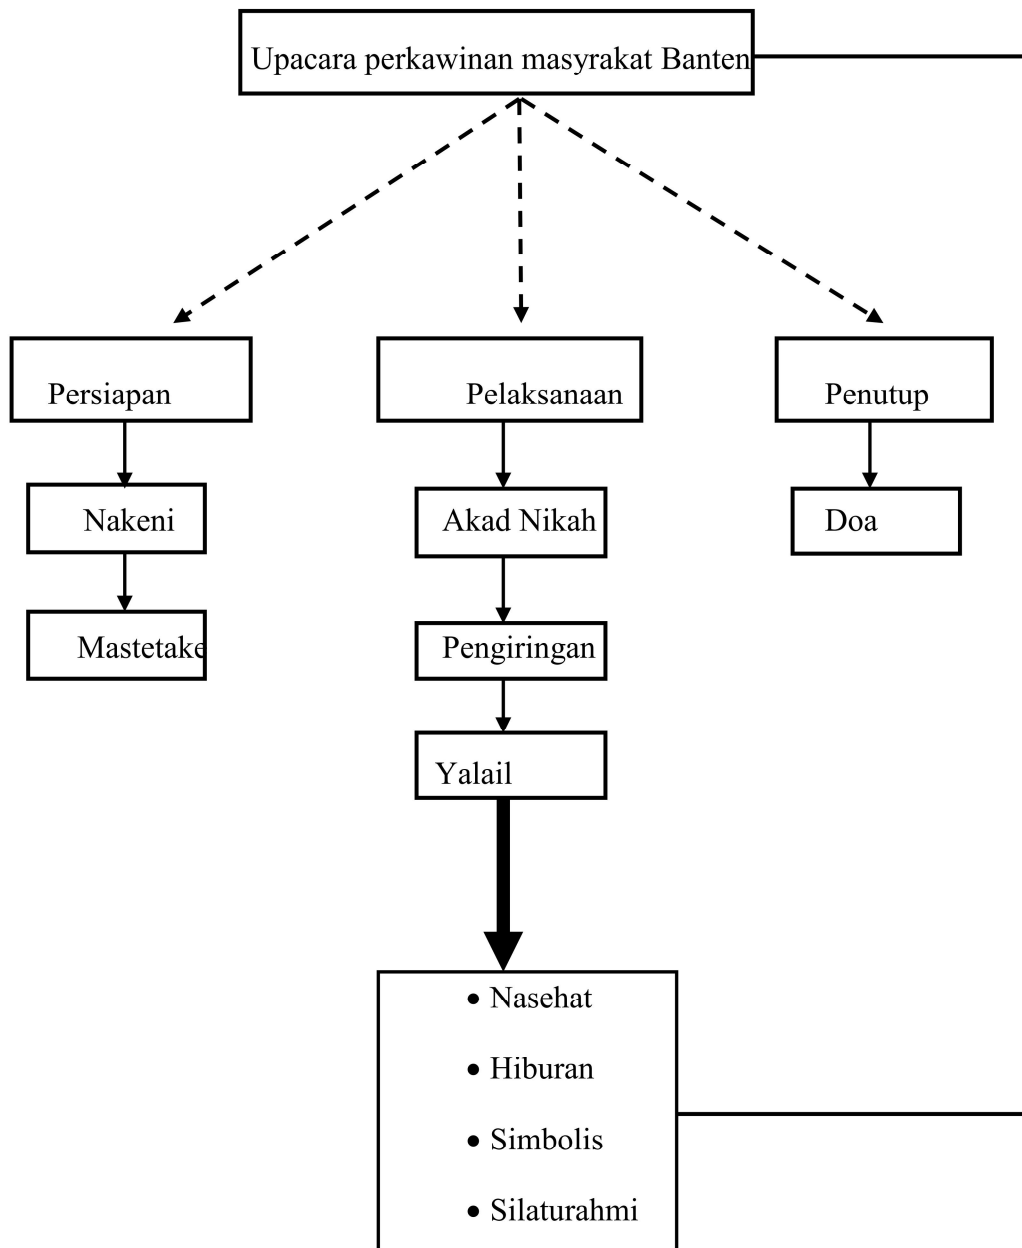 Upacara perkawinan masyrakat Banten
Persiapan
Pelaksanaan
Penutup
Nakeni
Akad Nikah
Doa
Mastetake
Pengiringan
Yalail
• Nasehat
• Hiburan
• Simbolis
• Silaturahmi